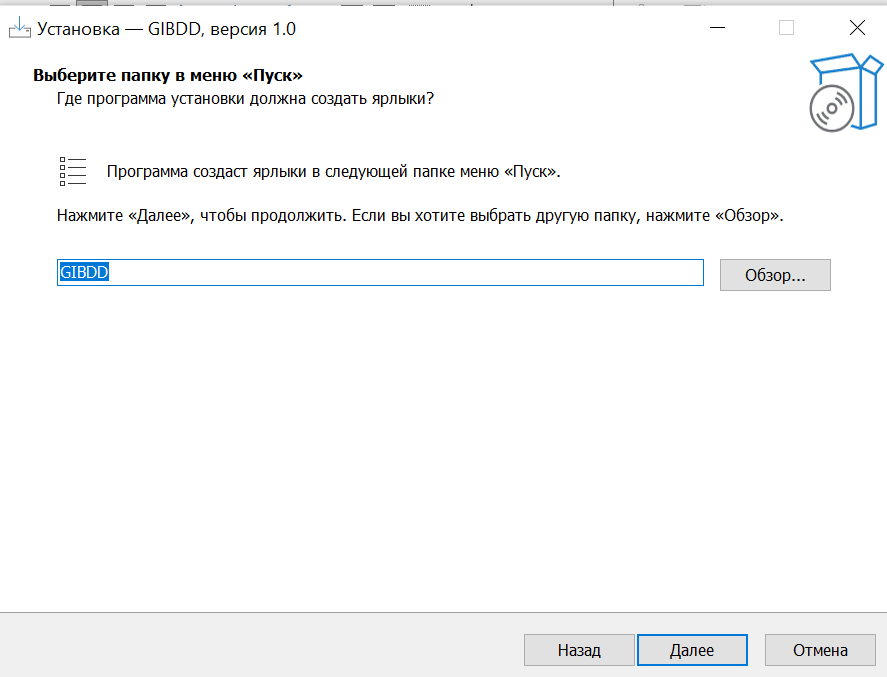 Установка — GIBDD, версия 1.0
Выберите папку в меню «Пуск»
Где программа установки должна создать ярлыки?
Программа создаст ярлыки в следующей папке меню «Пуск».
Нажмите «Далее», чтобы продолжить. Если вы хотите выбрать другую папку, нажмите «Обзор».
GIBDD
Обзор...
Назад
Далее
Отмена